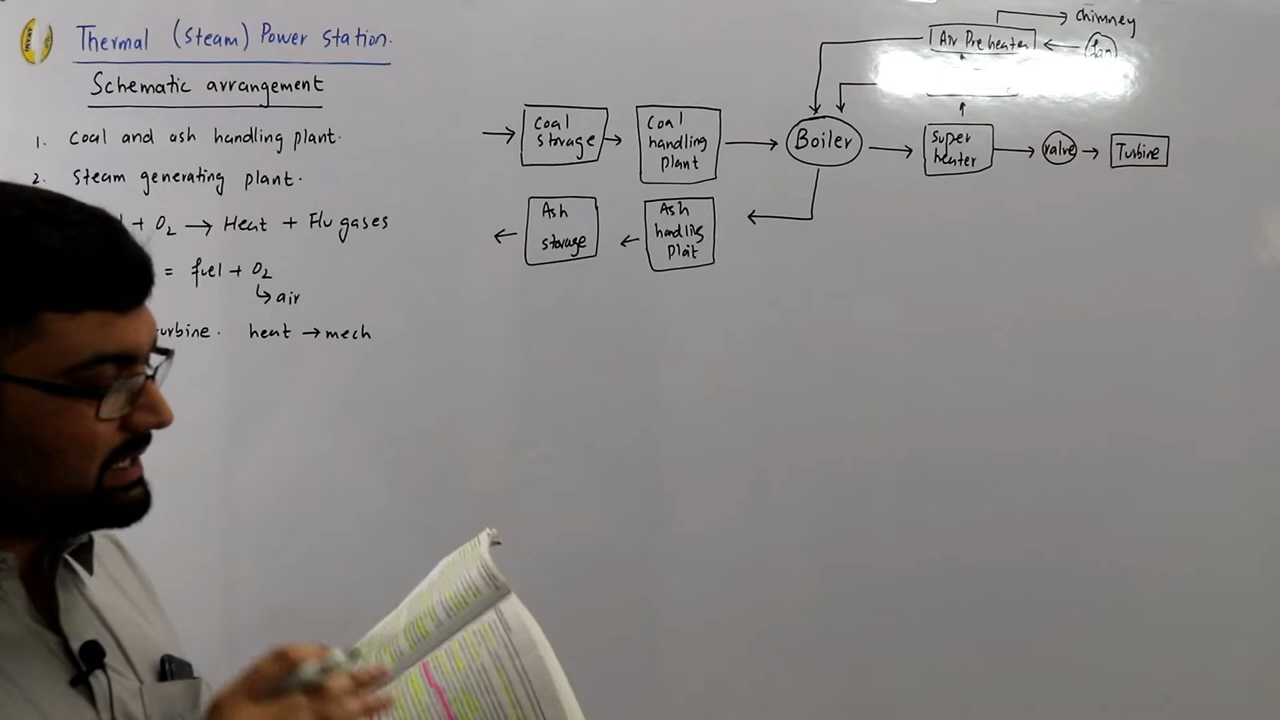 Thermal (Steam) Power Station.
Schematic arrangement
1. Coal and ash handling plant.
2. Steam generating plant.
+ O2 → Heat + Flu gases
= fuel + O2
↳ air
urbine. heat → mech
chimney
Air Preheater
fan
Coal storage
Coal handling plant
Boiler
Super heater
valve
Turbine
Ash storage
Ash handling plat